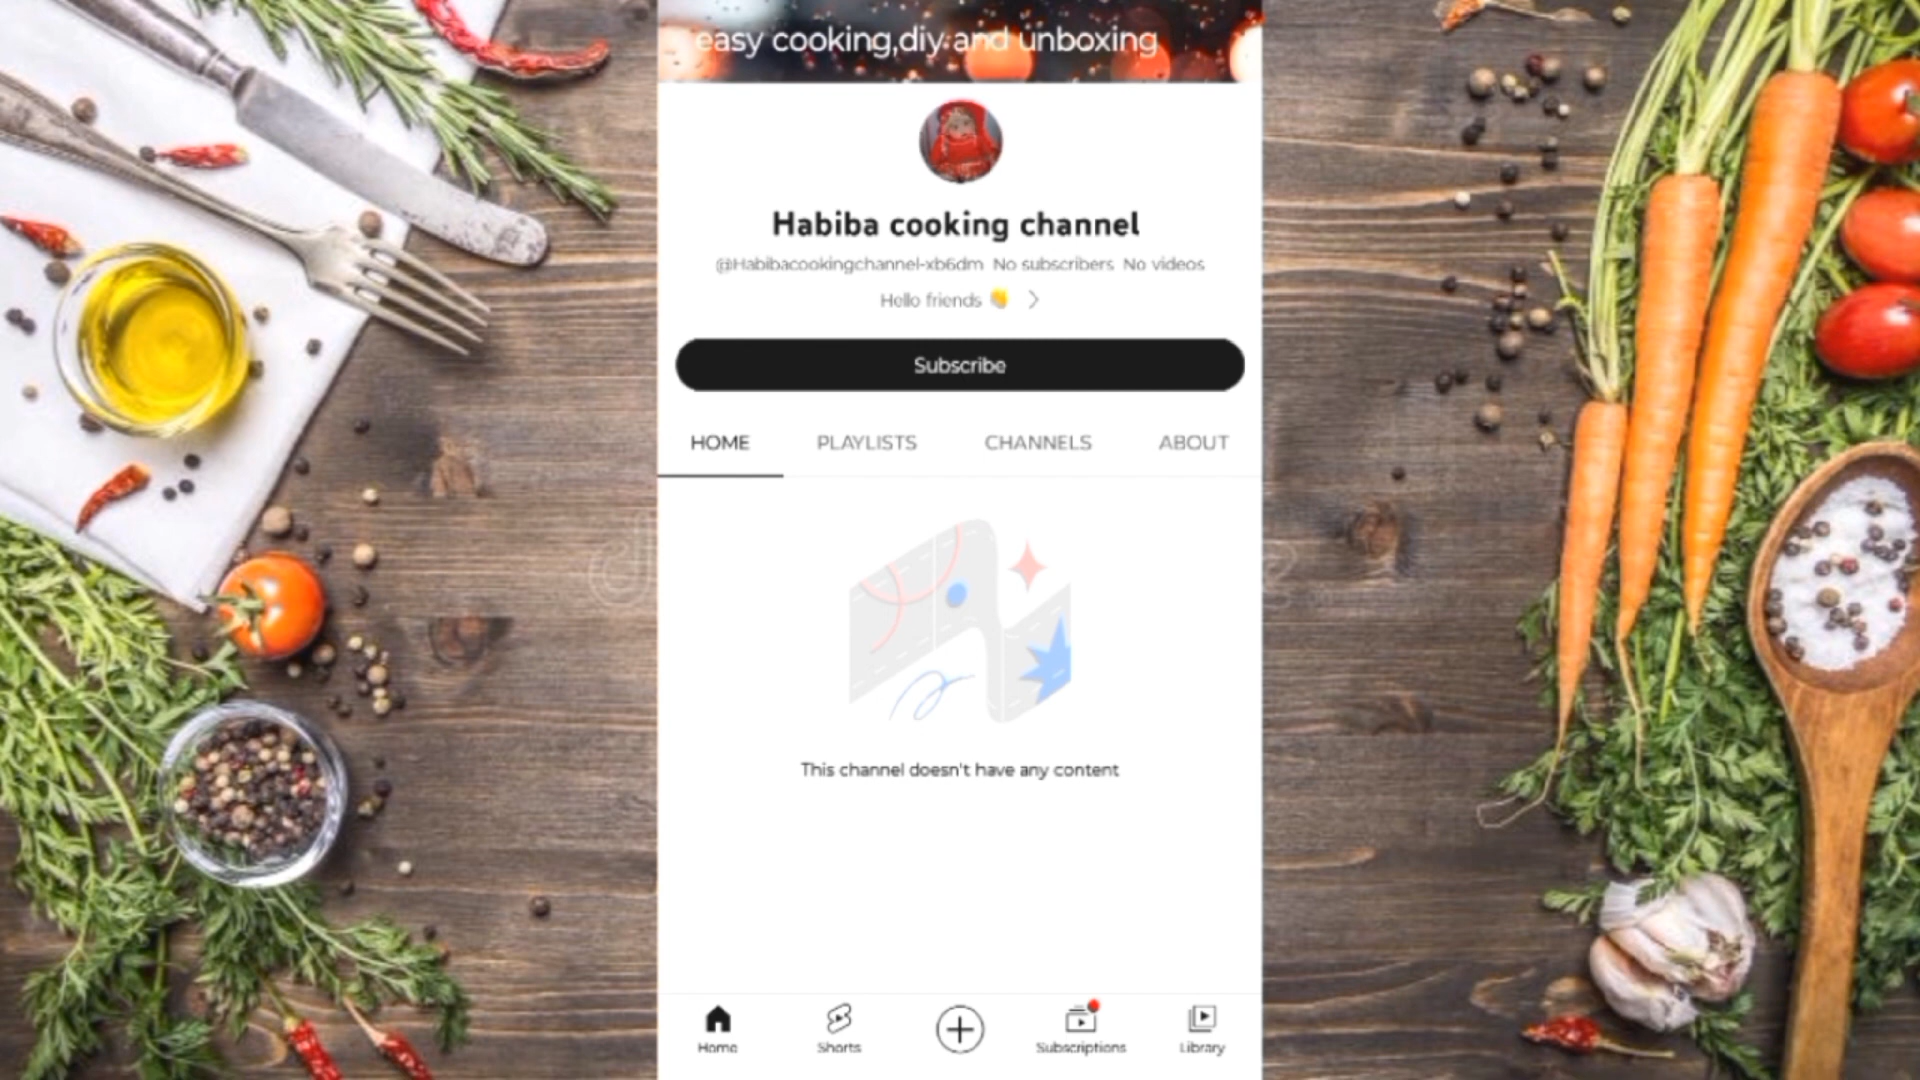 easy cooking,diy and unboxing
Habiba cooking channel
@Habibacookingchannel-xb6dm No subscribers No videos
Hello friends 👏 >
Subscribe
HOME PLAYLISTS CHANNELS ABOUT
This channel doesn't have any content
Home Shorts Subscriptions Library